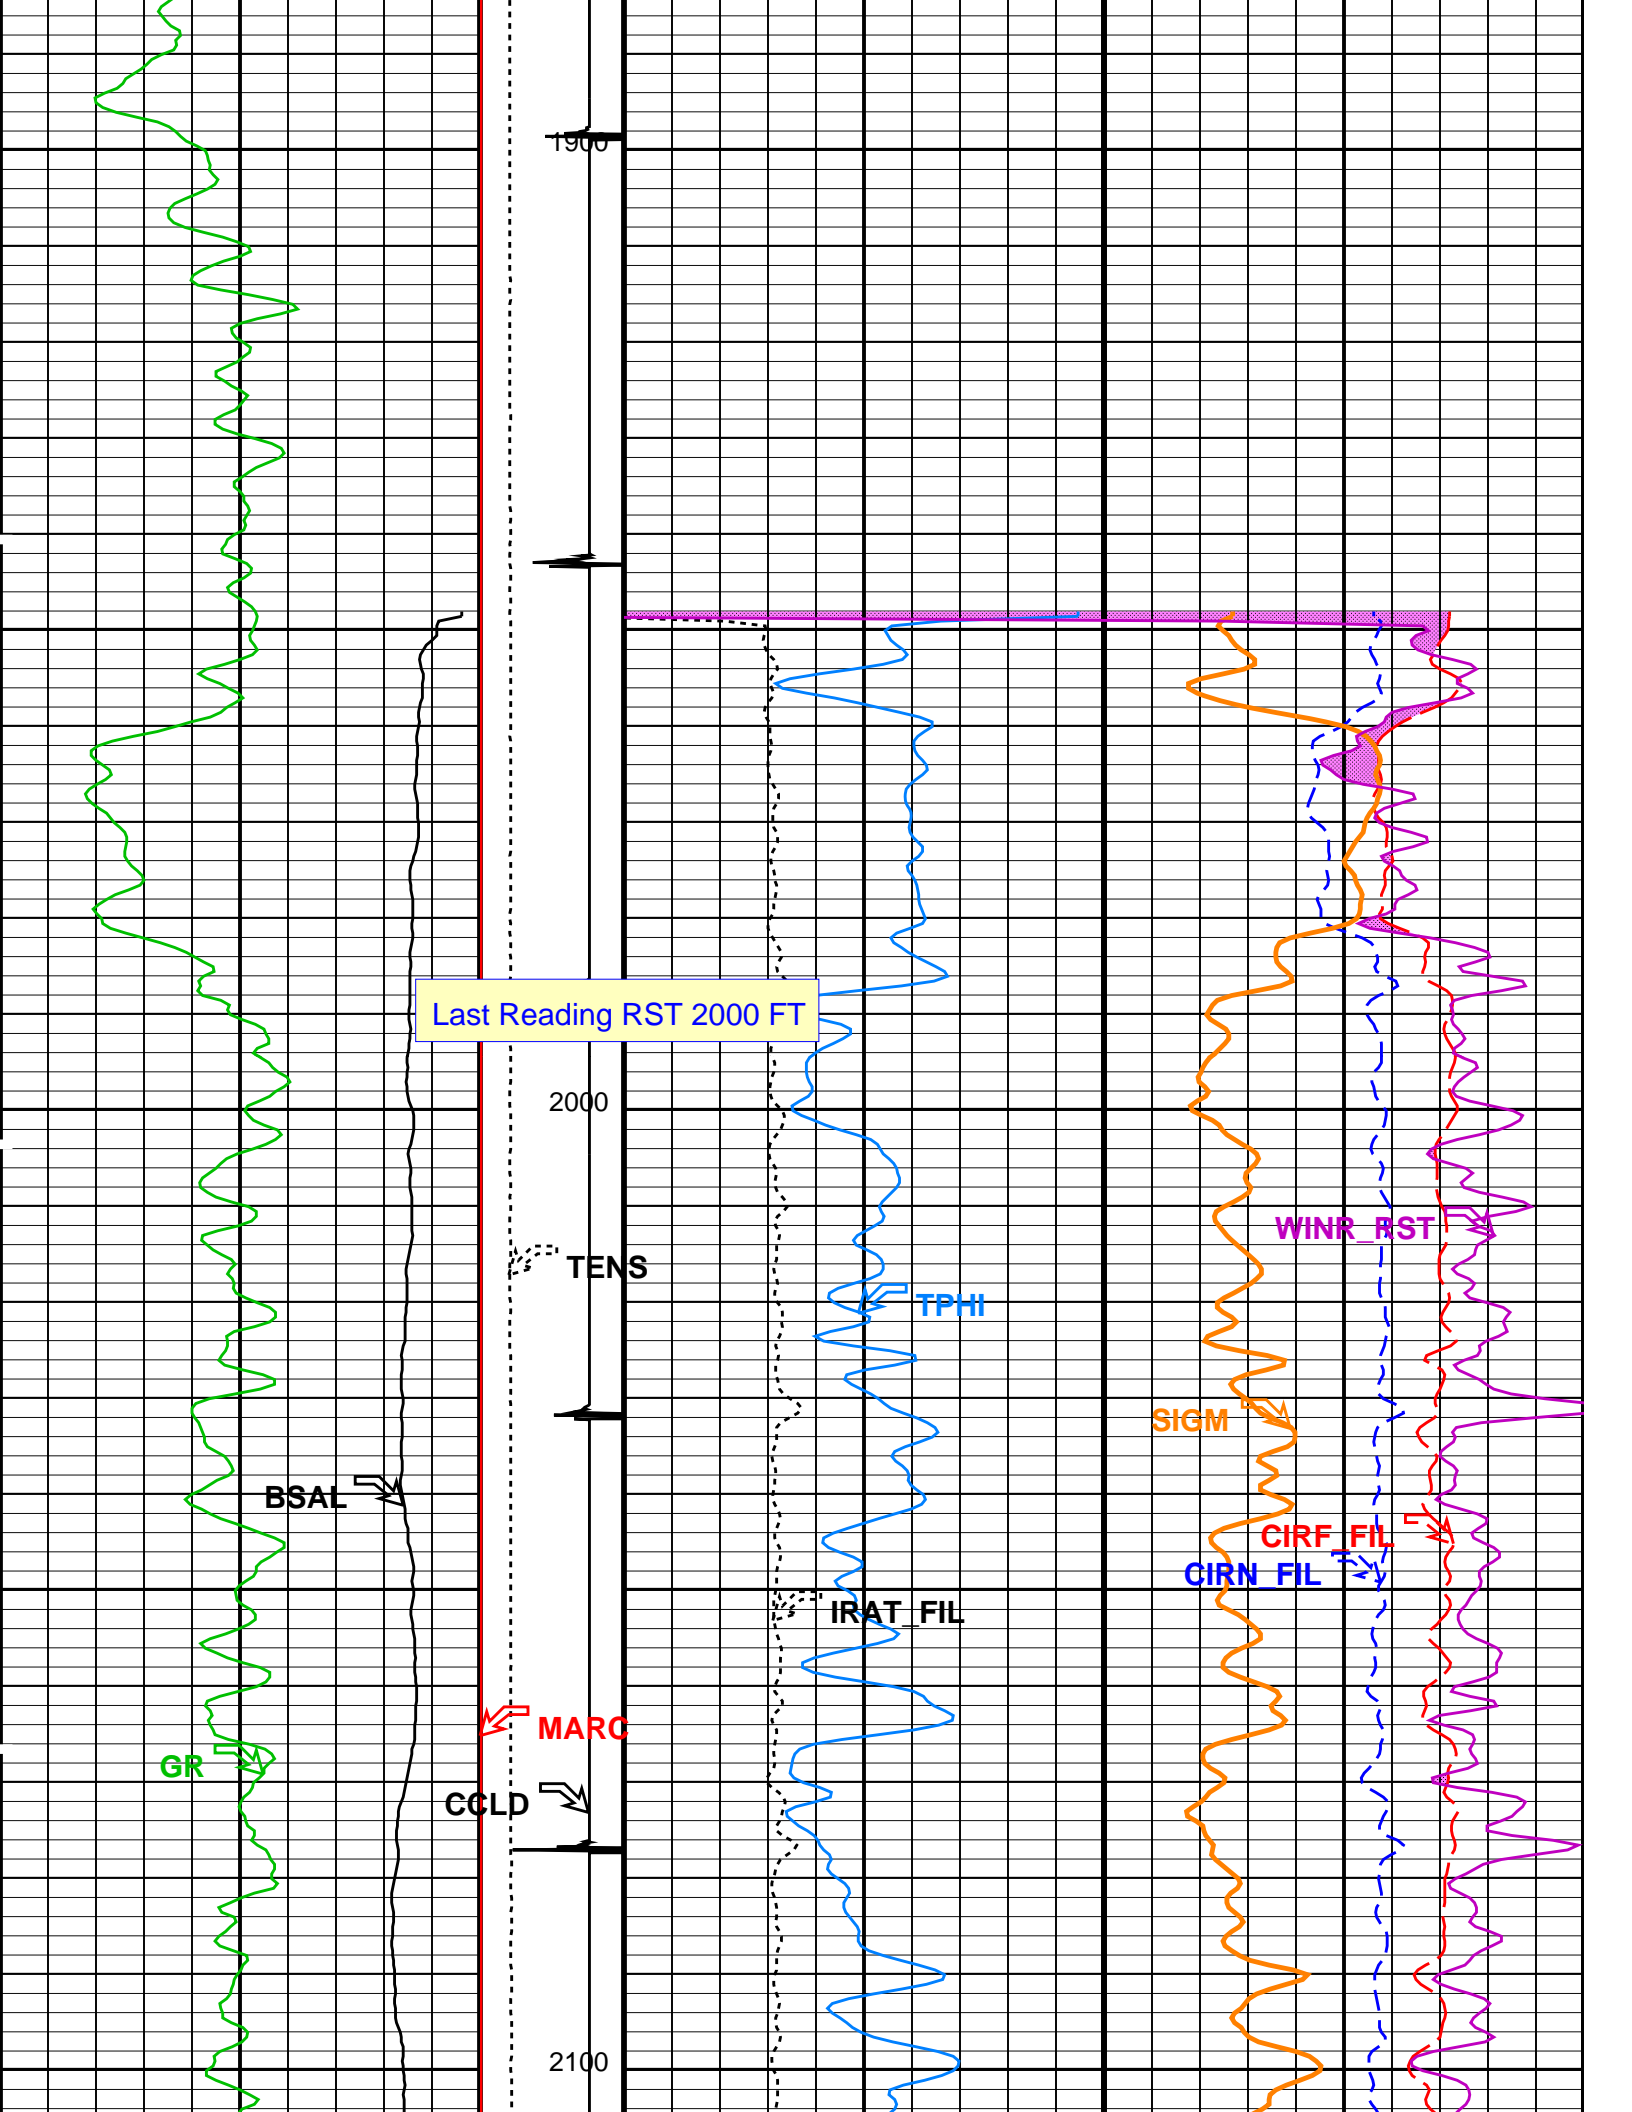 1900
Last Reading RST 2000 FT
2000
WINR_RST
TENS
TPHI
SIGM
BSAL
CIRF_FIL
CIRN_FIL
IRAT_FIL
MARC
GR
CCLD
2100